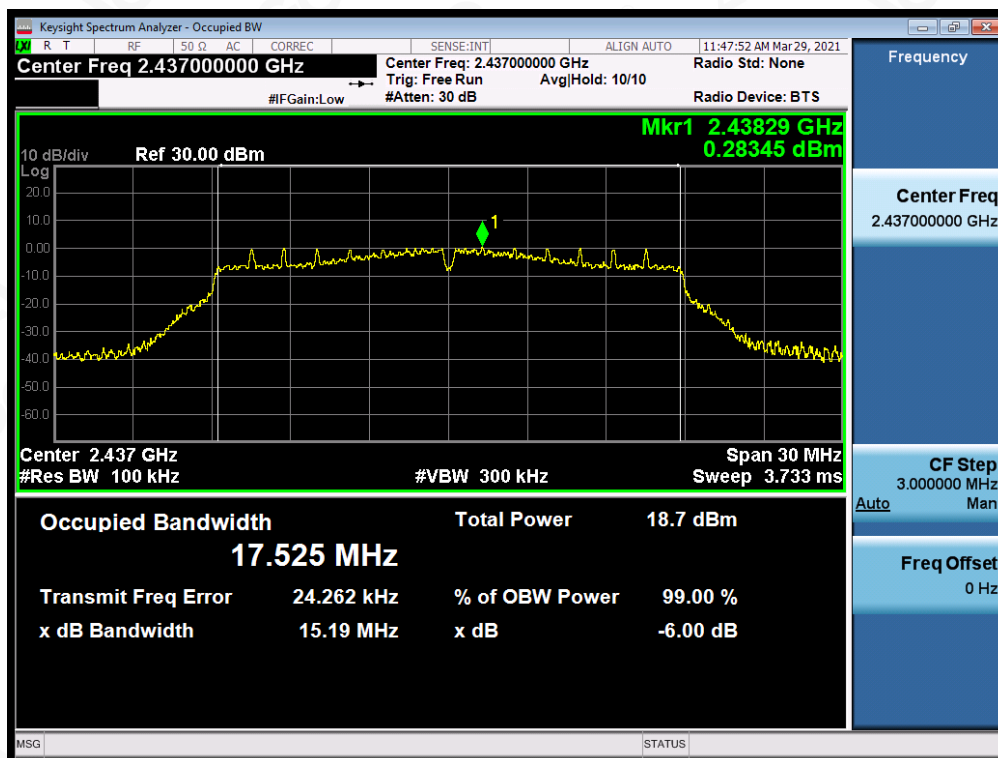 Keysight Spectrum Analyzer - Occupied BW
LXI R T RF 50 Ω AC CORREC SENSE:INT ALIGN AUTO 11:47:52 AM Mar 29, 2021
Center Freq 2.437000000 GHz
Center Freq: 2.437000000 GHz
Radio Std: None
Trig: Free Run Avg|Hold: 10/10
#IFGain:Low
#Atten: 30 dB
Radio Device: BTS
Mkr1 2.43829 GHz
0.28345 dBm
10 dB/div Ref 30.00 dBm
Log
20.0
10.0
0.00
-10.0
-20.0
-30.0
-40.0
-50.0
-60.0
1
Center 2.437 GHz
Span 30 MHz
#Res BW 100 kHz
#VBW 300 kHz
Sweep 3.733 ms
Occupied Bandwidth
17.525 MHz
Total Power 18.7 dBm
Transmit Freq Error 24.262 kHz
% of OBW Power 99.00 %
x dB Bandwidth 15.19 MHz
x dB -6.00 dB
Frequency
Center Freq
2.437000000 GHz
CF Step
3.000000 MHz
Auto Man
Freq Offset
0 Hz
MSG
STATUS